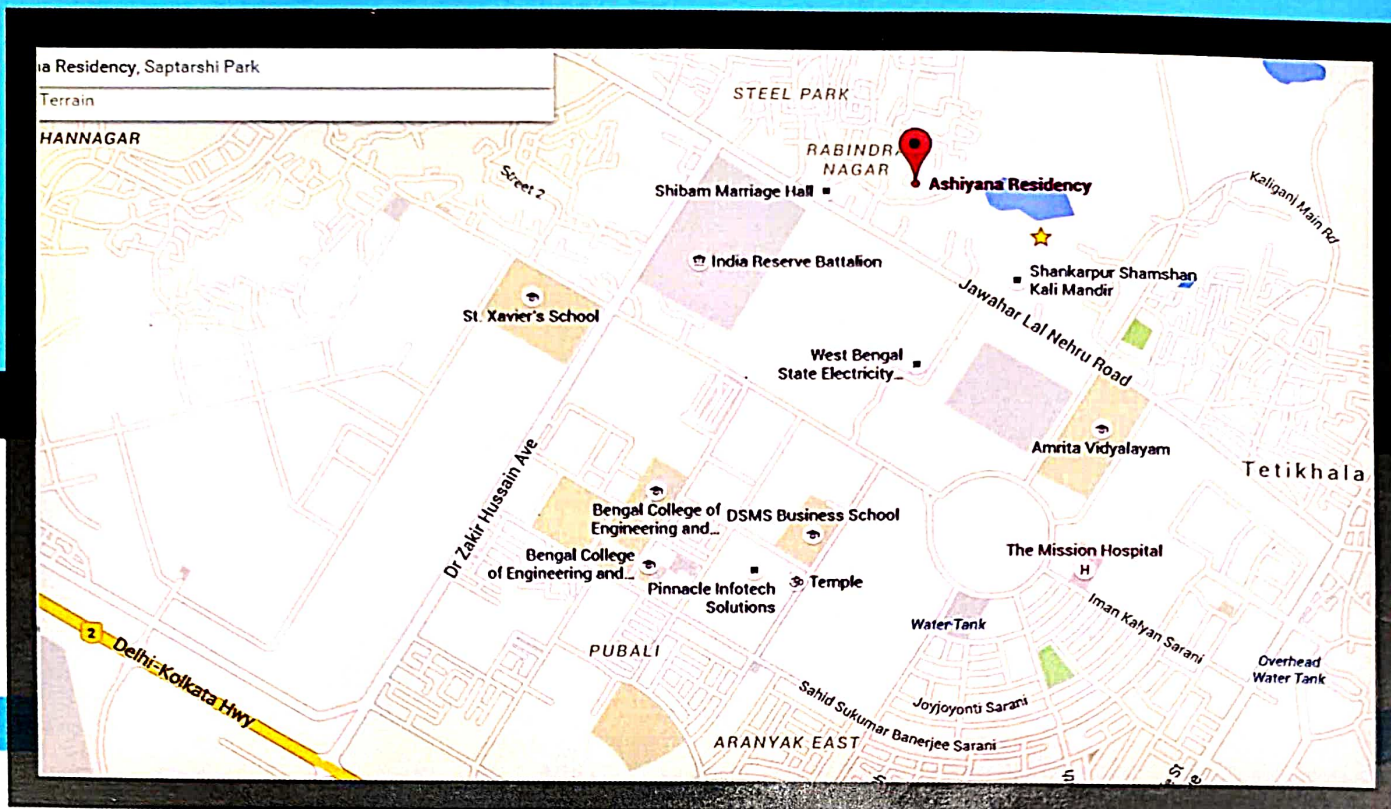 ia Residency, Saptarshi Park
Terrain
HANNAGAR
STEEL PARK
RABINDRA
NAGAR
Street 2
Shibam Marriage Hall
Ashiyana Residency
Kaliganj Main Rd
India Reserve Battalion
Shankarpur Shamshan
Kali Mandir
St. Xavier's School
Jawahar Lal Nehru Road
West Bengal
State Electricity...
Amrita Vidyalayam
Tetikhala
Dr Zakir Hussain Ave
Bengal College of
Engineering and...
DSMS Business School
Bengal College
of Engineering and...
The Mission Hospital
H
Pinnacle Infotech
Solutions
Temple
Iman Kalyan Sarani
Water Tank
2
Delhi-Kolkata Hwy
PUBALI
Overhead
Water Tank
Joyjoyonti Sarani
Sahid Sukumar Banerjee Sarani
ARANYAK EAST